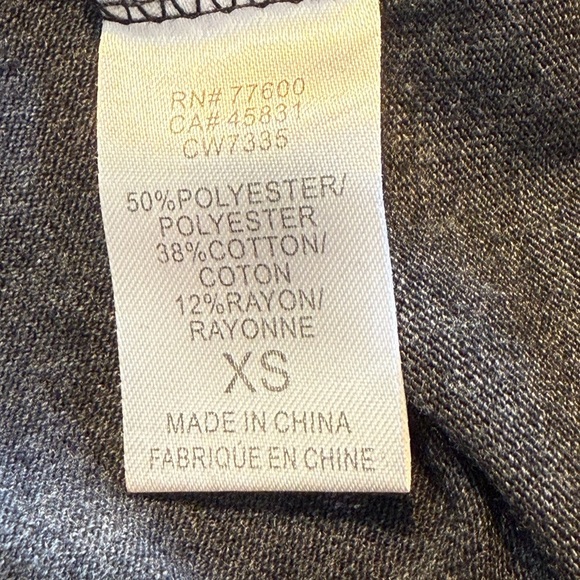 RN# 77600
CA# 45831
CW7335
50%POLYESTER/
POLYESTER
38%COTTON/
COTON
12%RAYON/
RAYONNE
XS
MADE IN CHINA
FABRIQUE EN CHINE